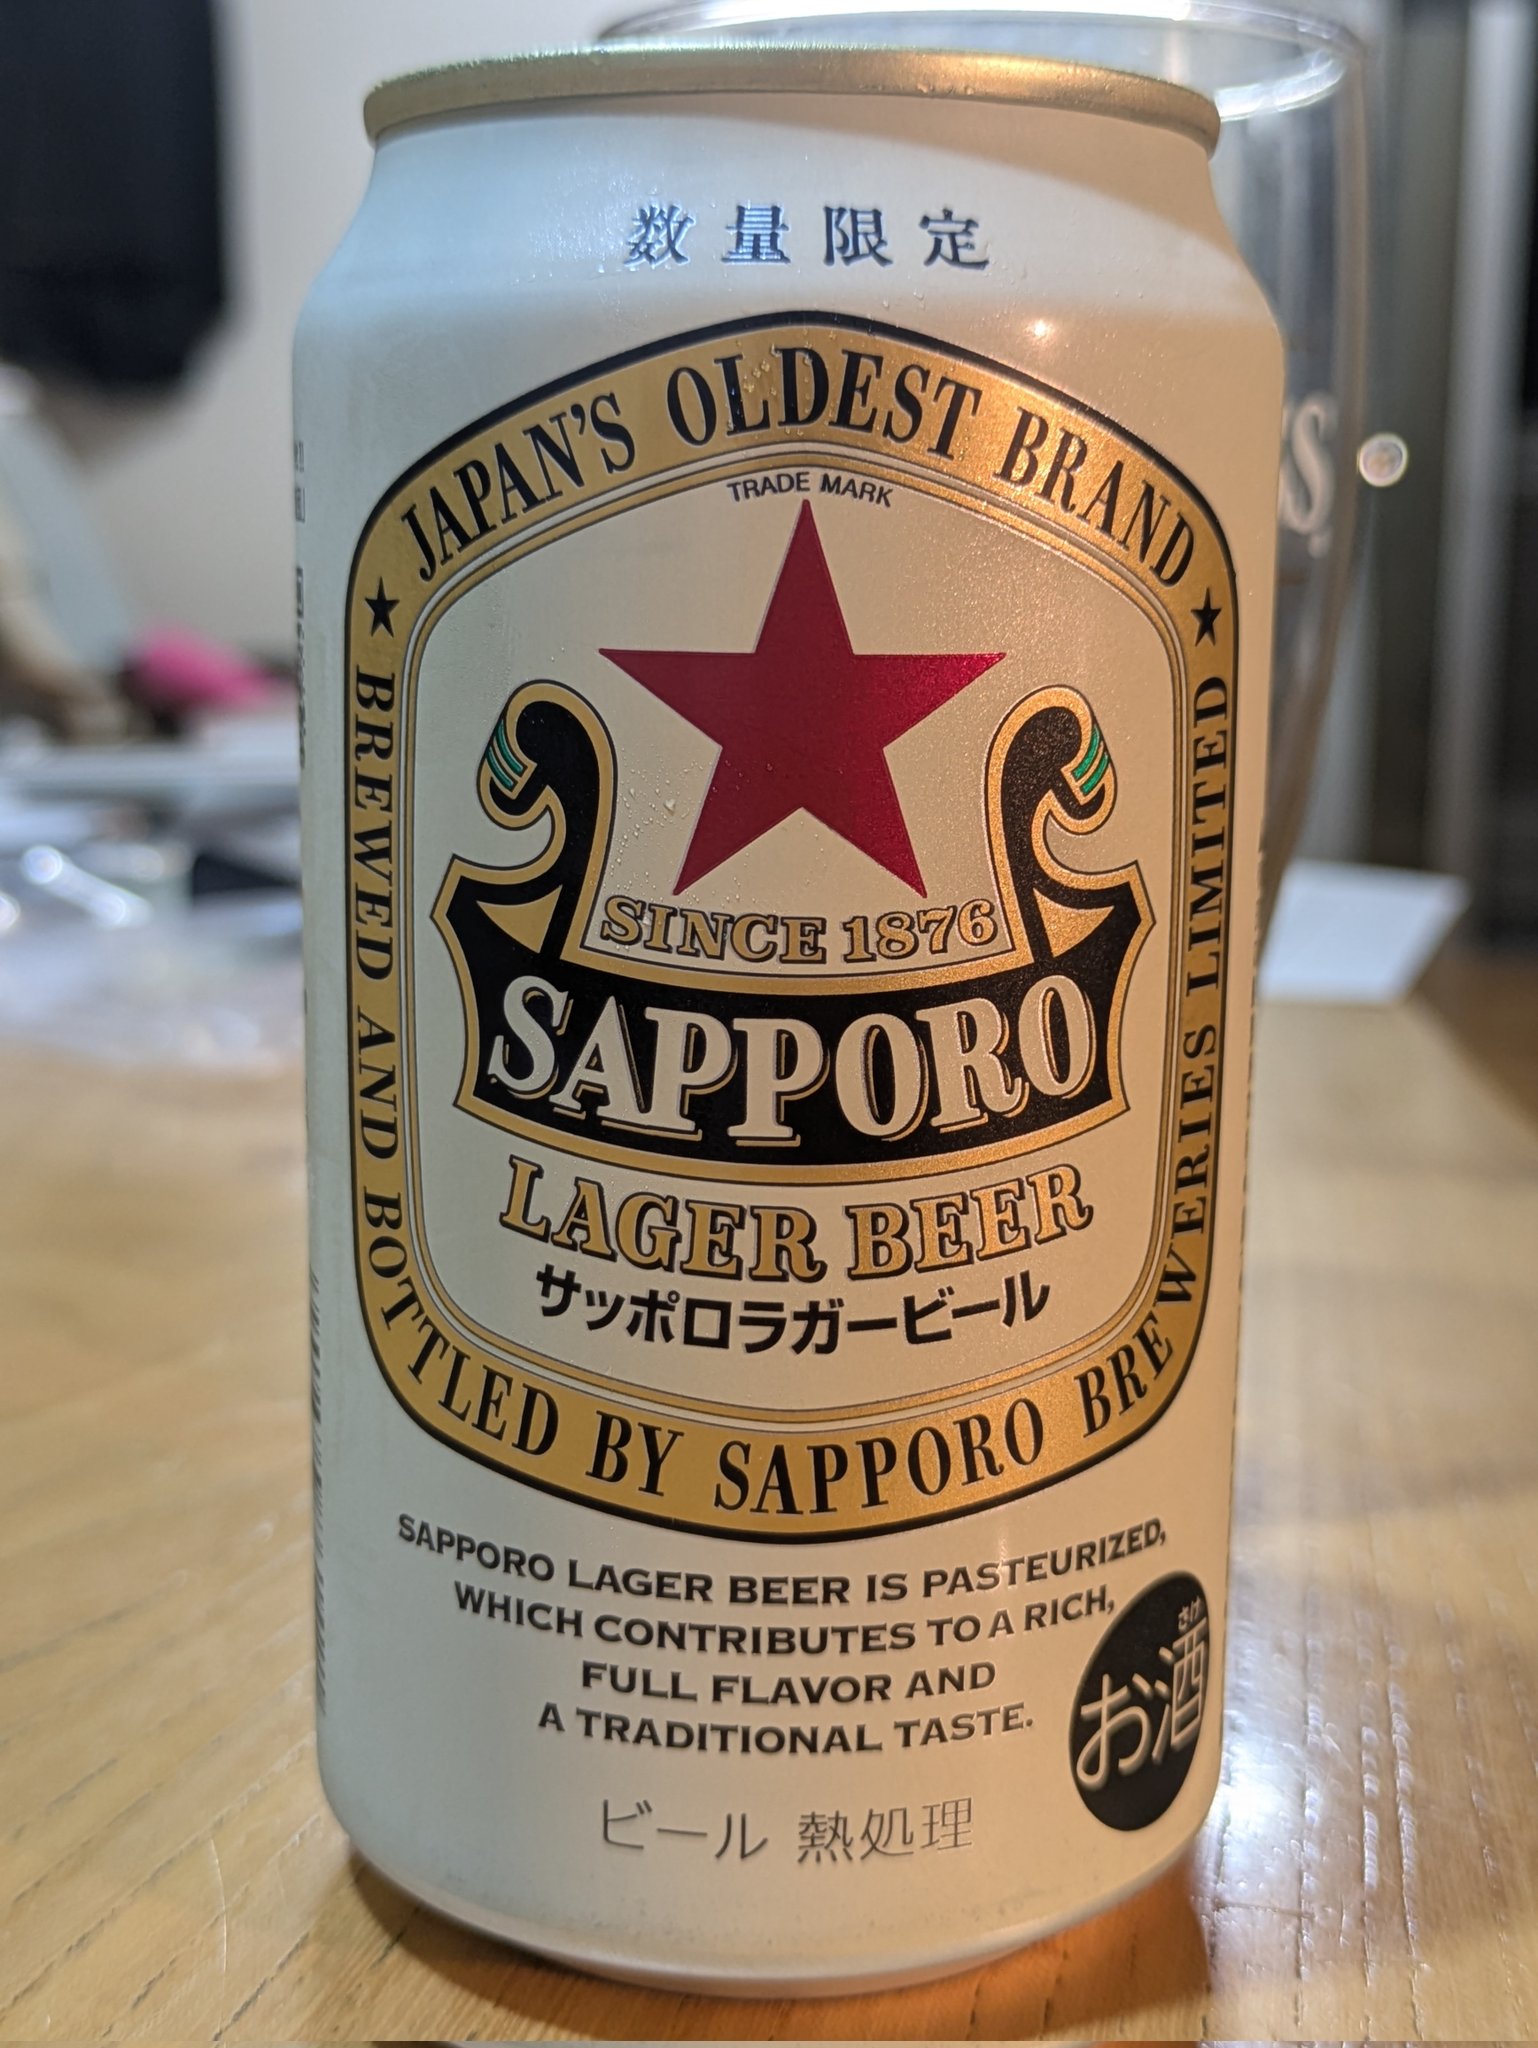 数量限定
JAPAN'S OLDEST BRAND
TRADE MARK
SINCE 1876
SAPPORO
LAGER BEER
サッポロラガービール
★ BREWED AND BOTTLED BY SAPPORO BREWERIES LIMITED ★
SAPPORO LAGER BEER IS PASTEURIZED,
WHICH CONTRIBUTES TO A RICH,
FULL FLAVOR AND
A TRADITIONAL TASTE.
さけ
お酒
ビール 熱処理